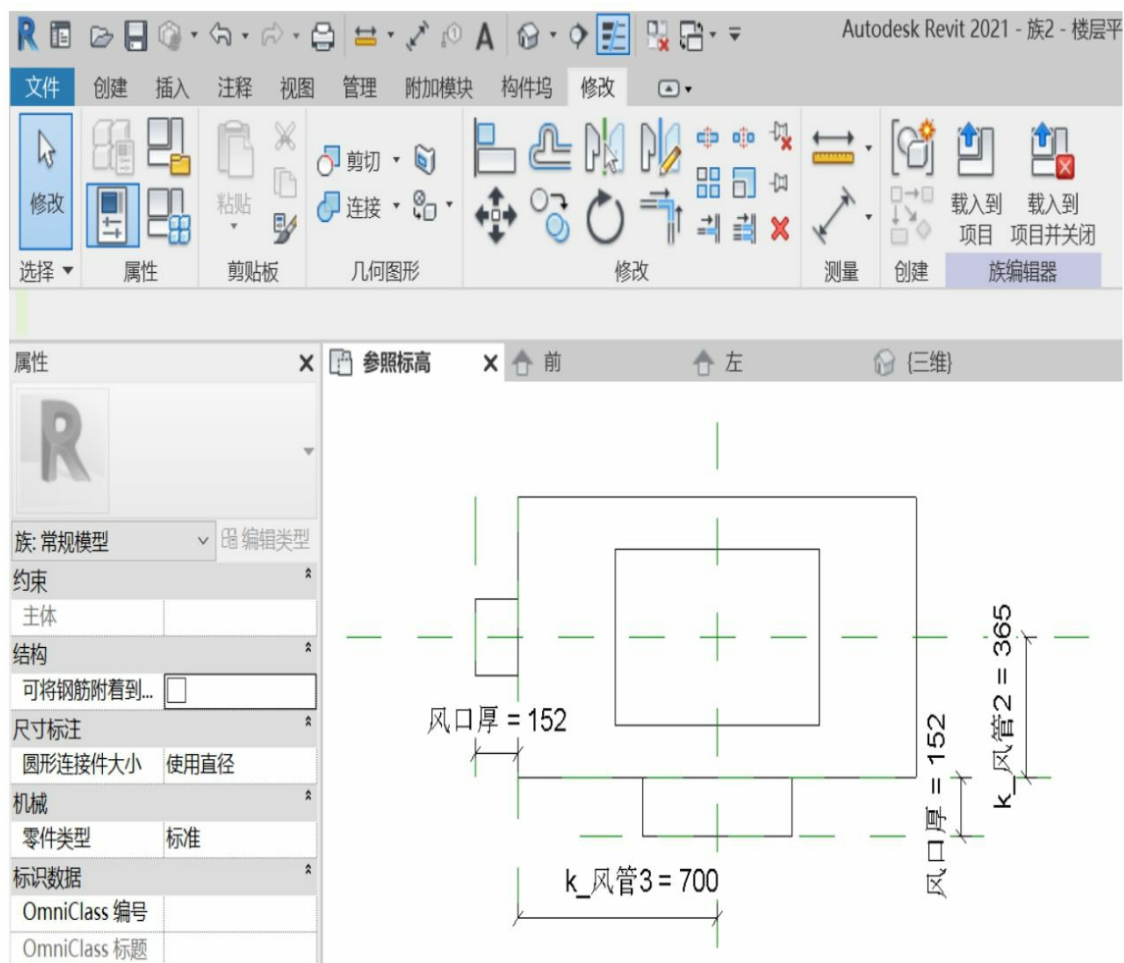 Autodesk Revit 2021 - 族2 - 楼层平
文件 创建 插入 注释 视图 管理 附加模块 构件坞 修改
修改
粘贴
剪切
连接
载入到
项目
载入到
项目并关闭
选择 属性 剪贴板 几何图形 修改 测量 创建 族编辑器
属性
参照标高 前 左 {三维}
族: 常规模型
编辑类型
约束
主体
结构
可将钢筋附着到...
尺寸标注
圆形连接件大小 使用直径
机械
零件类型 标准
标识数据
OmniClass 编号
OmniClass 标题
风口厚 = 152
k_风管3 = 700
风口厚 = 152
k_风管2 = 365